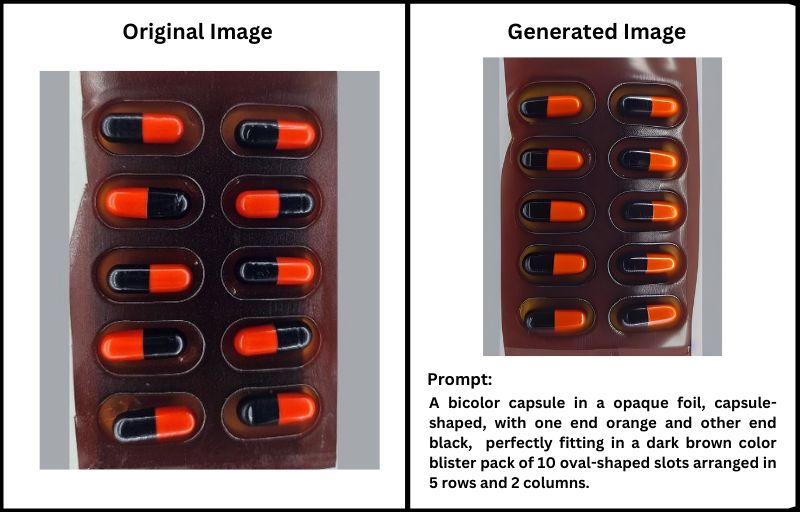 Original Image
Generated Image
Prompt:
A bicolor capsule in a opaque foil, capsule-
shaped, with one end orange and other end
black, perfectly fitting in a dark brown color
blister pack of 10 oval-shaped slots arranged in
5 rows and 2 columns.